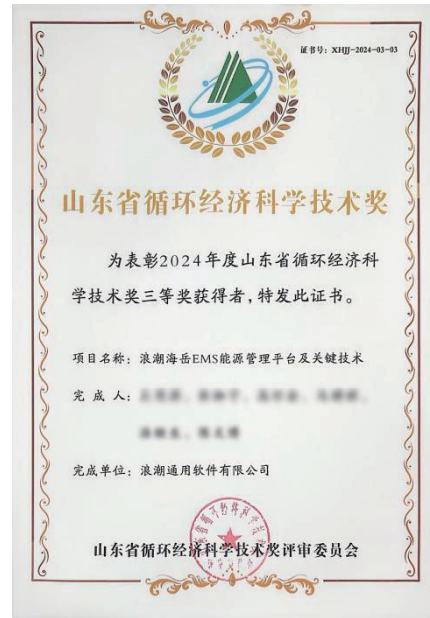 证书号：XHJJ-2024-03-03
山东省循环经济科学技术奖
为表彰2024年度山东省循环经济科
学技术奖三等奖获得者，特发此证书。
项目名称：浪潮海岳EMS能源管理平台及关键技术
完成人：
完成单位：浪潮通用软件有限公司
山东省循环经济科学技术奖评审委员会